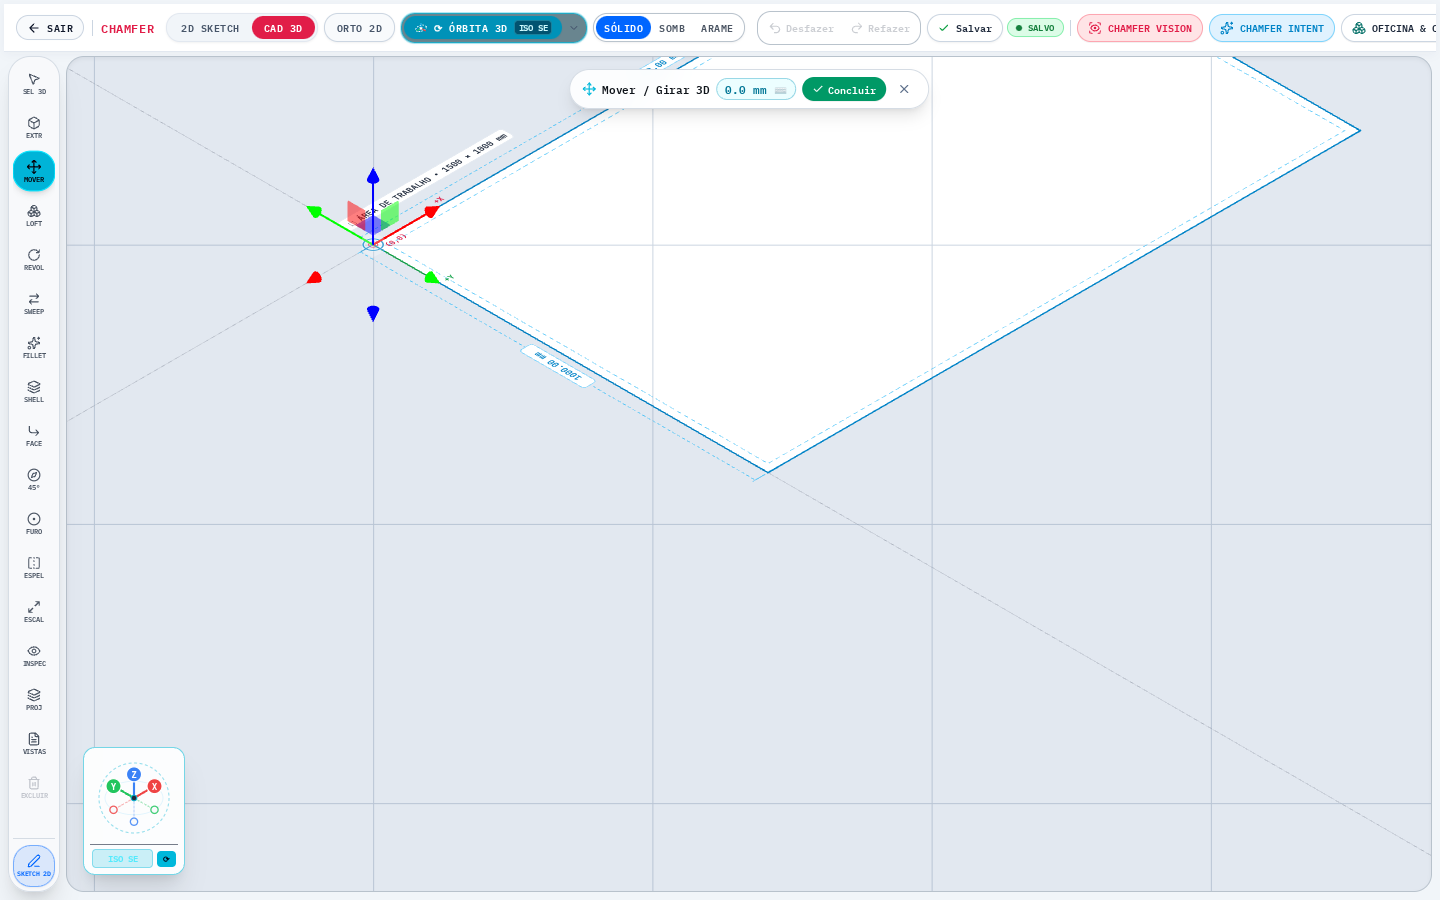 SAIR
CHAMFER
2D SKETCH
CAD 3D
ORTO 2D
⟳ ÓRBITA 3D
ISO SE
SÓLIDO
SOMB
ARAME
Desfazer
Refazer
Salvar
SALVO
CHAMFER VISION
CHAMFER INTENT
OFICINA & C
Mover / Girar 3D
0.0 mm
Concluir
SEL 3D
EXTR
MOVER
LOFT
REVOL
SWEEP
FILLET
SHELL
FACE
45°
FURO
ESPEL
ESCAL
INSPEC
PROJ
VISTAS
EXCLUIR
SKETCH 2D
ÁREA DE TRABALHO • 1500 × 1000 mm
+X
(0,0)
+Y
1000.00 mm
Z
Y
X
ISO SE